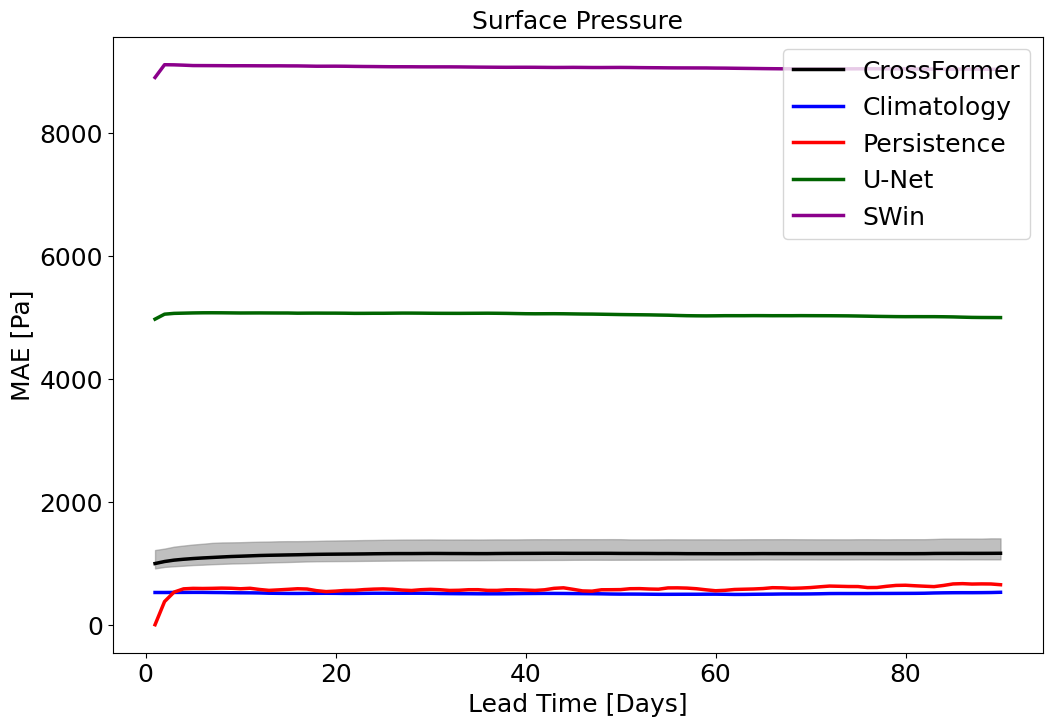 Surface Pressure
CrossFormer
Climatology
Persistence
U-Net
SWin
MAE [Pa]
8000
6000
4000
2000
0
0 20 40 60 80
Lead Time [Days]